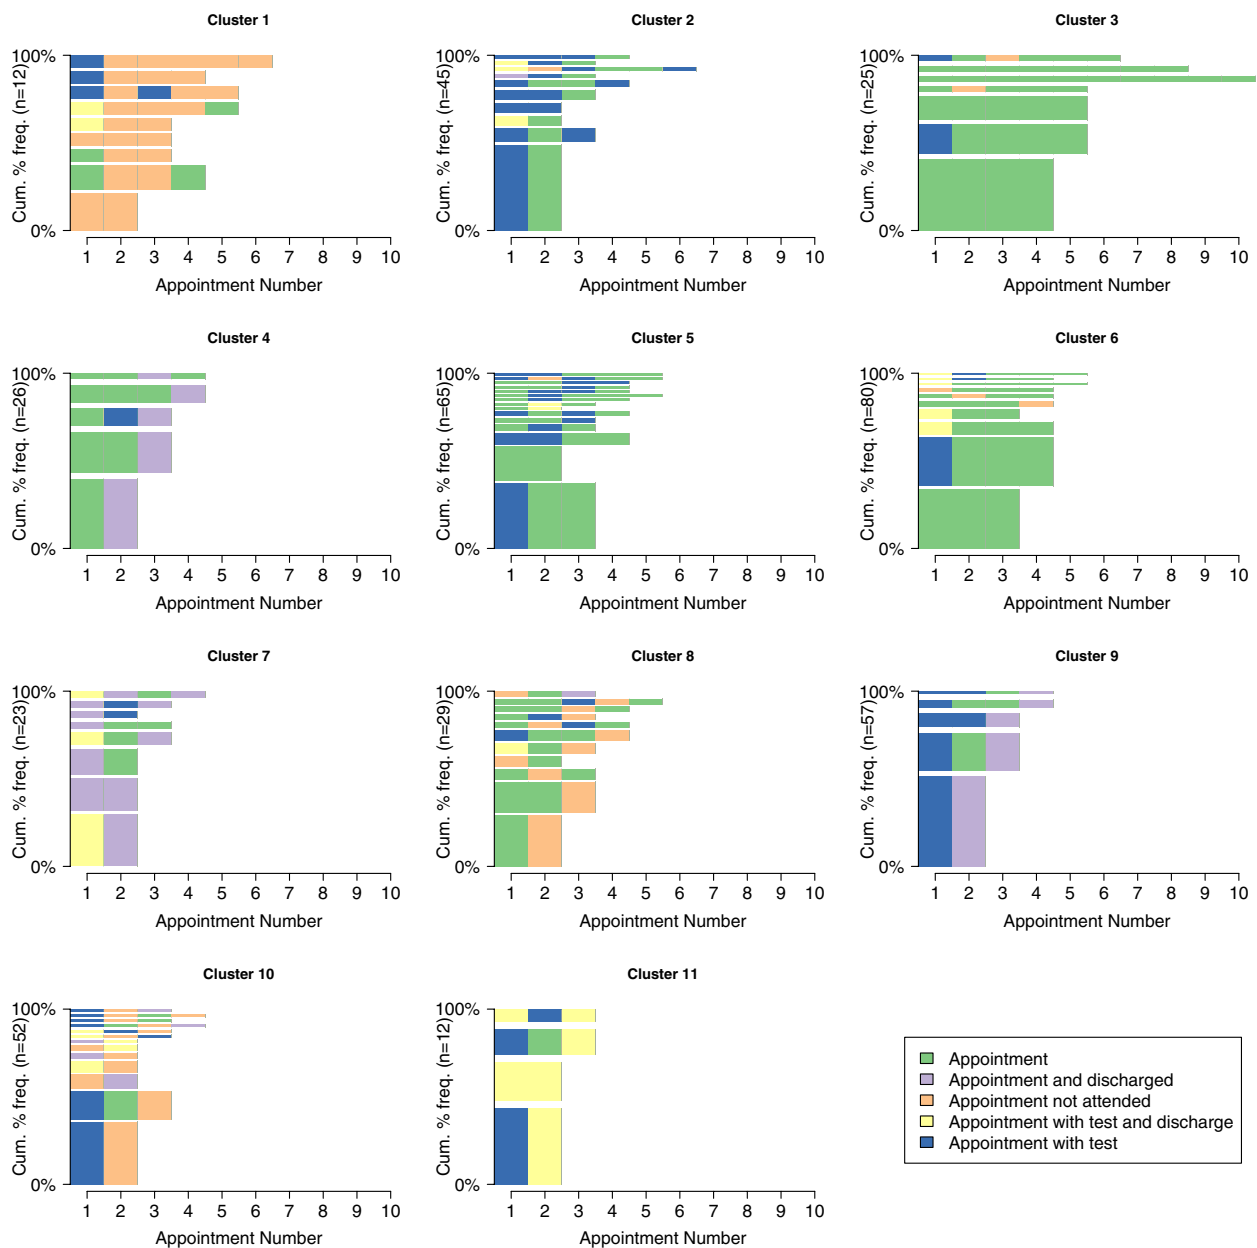 Cluster 1
100%
Cum. % freq. (n=12)
0%
1 2 3 4 5 6 7 8 9 10
Appointment Number
Cluster 2
100%
Cum. % freq. (n=45)
0%
1 2 3 4 5 6 7 8 9 10
Appointment Number
Cluster 3
100%
Cum. % freq. (n=25)
0%
1 2 3 4 5 6 7 8 9 10
Appointment Number
Cluster 4
100%
Cum. % freq. (n=26)
0%
1 2 3 4 5 6 7 8 9 10
Appointment Number
Cluster 5
100%
Cum. % freq. (n=65)
0%
1 2 3 4 5 6 7 8 9 10
Appointment Number
Cluster 6
100%
Cum. % freq. (n=80)
0%
1 2 3 4 5 6 7 8 9 10
Appointment Number
Cluster 7
100%
Cum. % freq. (n=23)
0%
1 2 3 4 5 6 7 8 9 10
Appointment Number
Cluster 8
100%
Cum. % freq. (n=29)
0%
1 2 3 4 5 6 7 8 9 10
Appointment Number
Cluster 9
100%
Cum. % freq. (n=57)
0%
1 2 3 4 5 6 7 8 9 10
Appointment Number
Cluster 10
100%
Cum. % freq. (n=52)
0%
1 2 3 4 5 6 7 8 9 10
Appointment Number
Cluster 11
100%
Cum. % freq. (n=12)
0%
1 2 3 4 5 6 7 8 9 10
Appointment Number
Appointment
Appointment and discharged
Appointment not attended
Appointment with test and discharge
Appointment with test